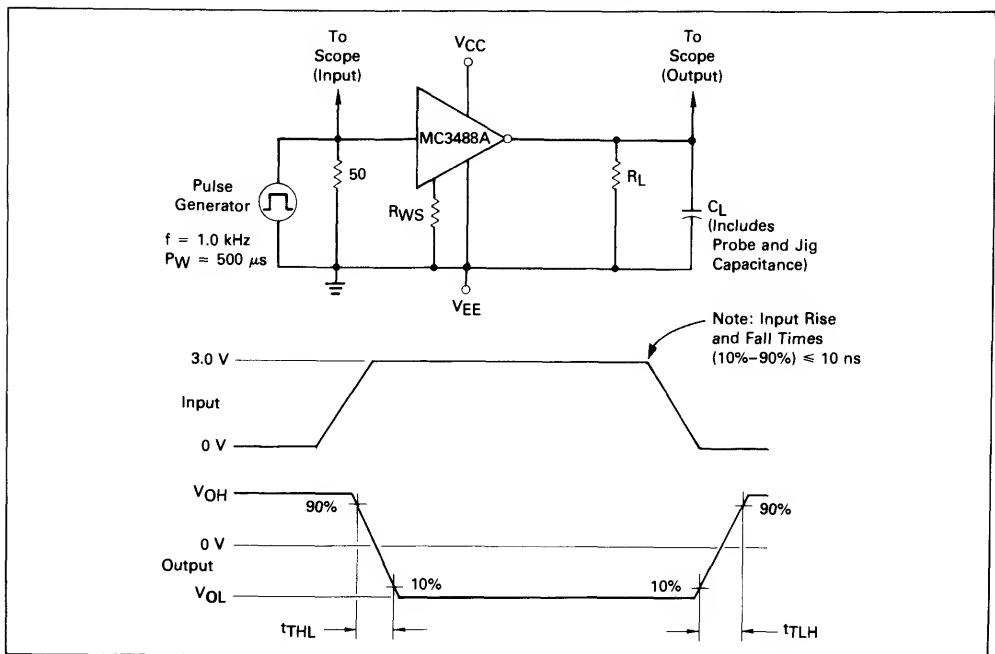 To
Scope
(Input)
VCC
To
Scope
(Output)
MC3488A
50
RL
Pulse
Generator
RWS
CL
(Includes
Probe and Jig
Capacitance)
f = 1.0 kHz
PW = 500 μs
VEE
Note: Input Rise
and Fall Times
(10%–90%) ≤ 10 ns
3.0 V
Input
0 V
VOH
90%
90%
0 V
Output
10%
10%
VOL
tTHL
tTLH